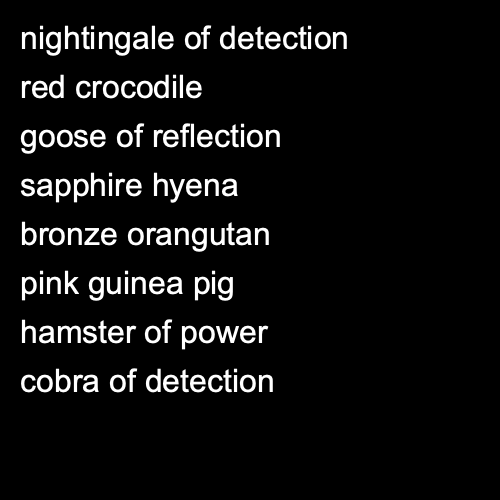 nightingale of detection
red crocodile
goose of reflection
sapphire hyena
bronze orangutan
pink guinea pig
hamster of power
cobra of detection